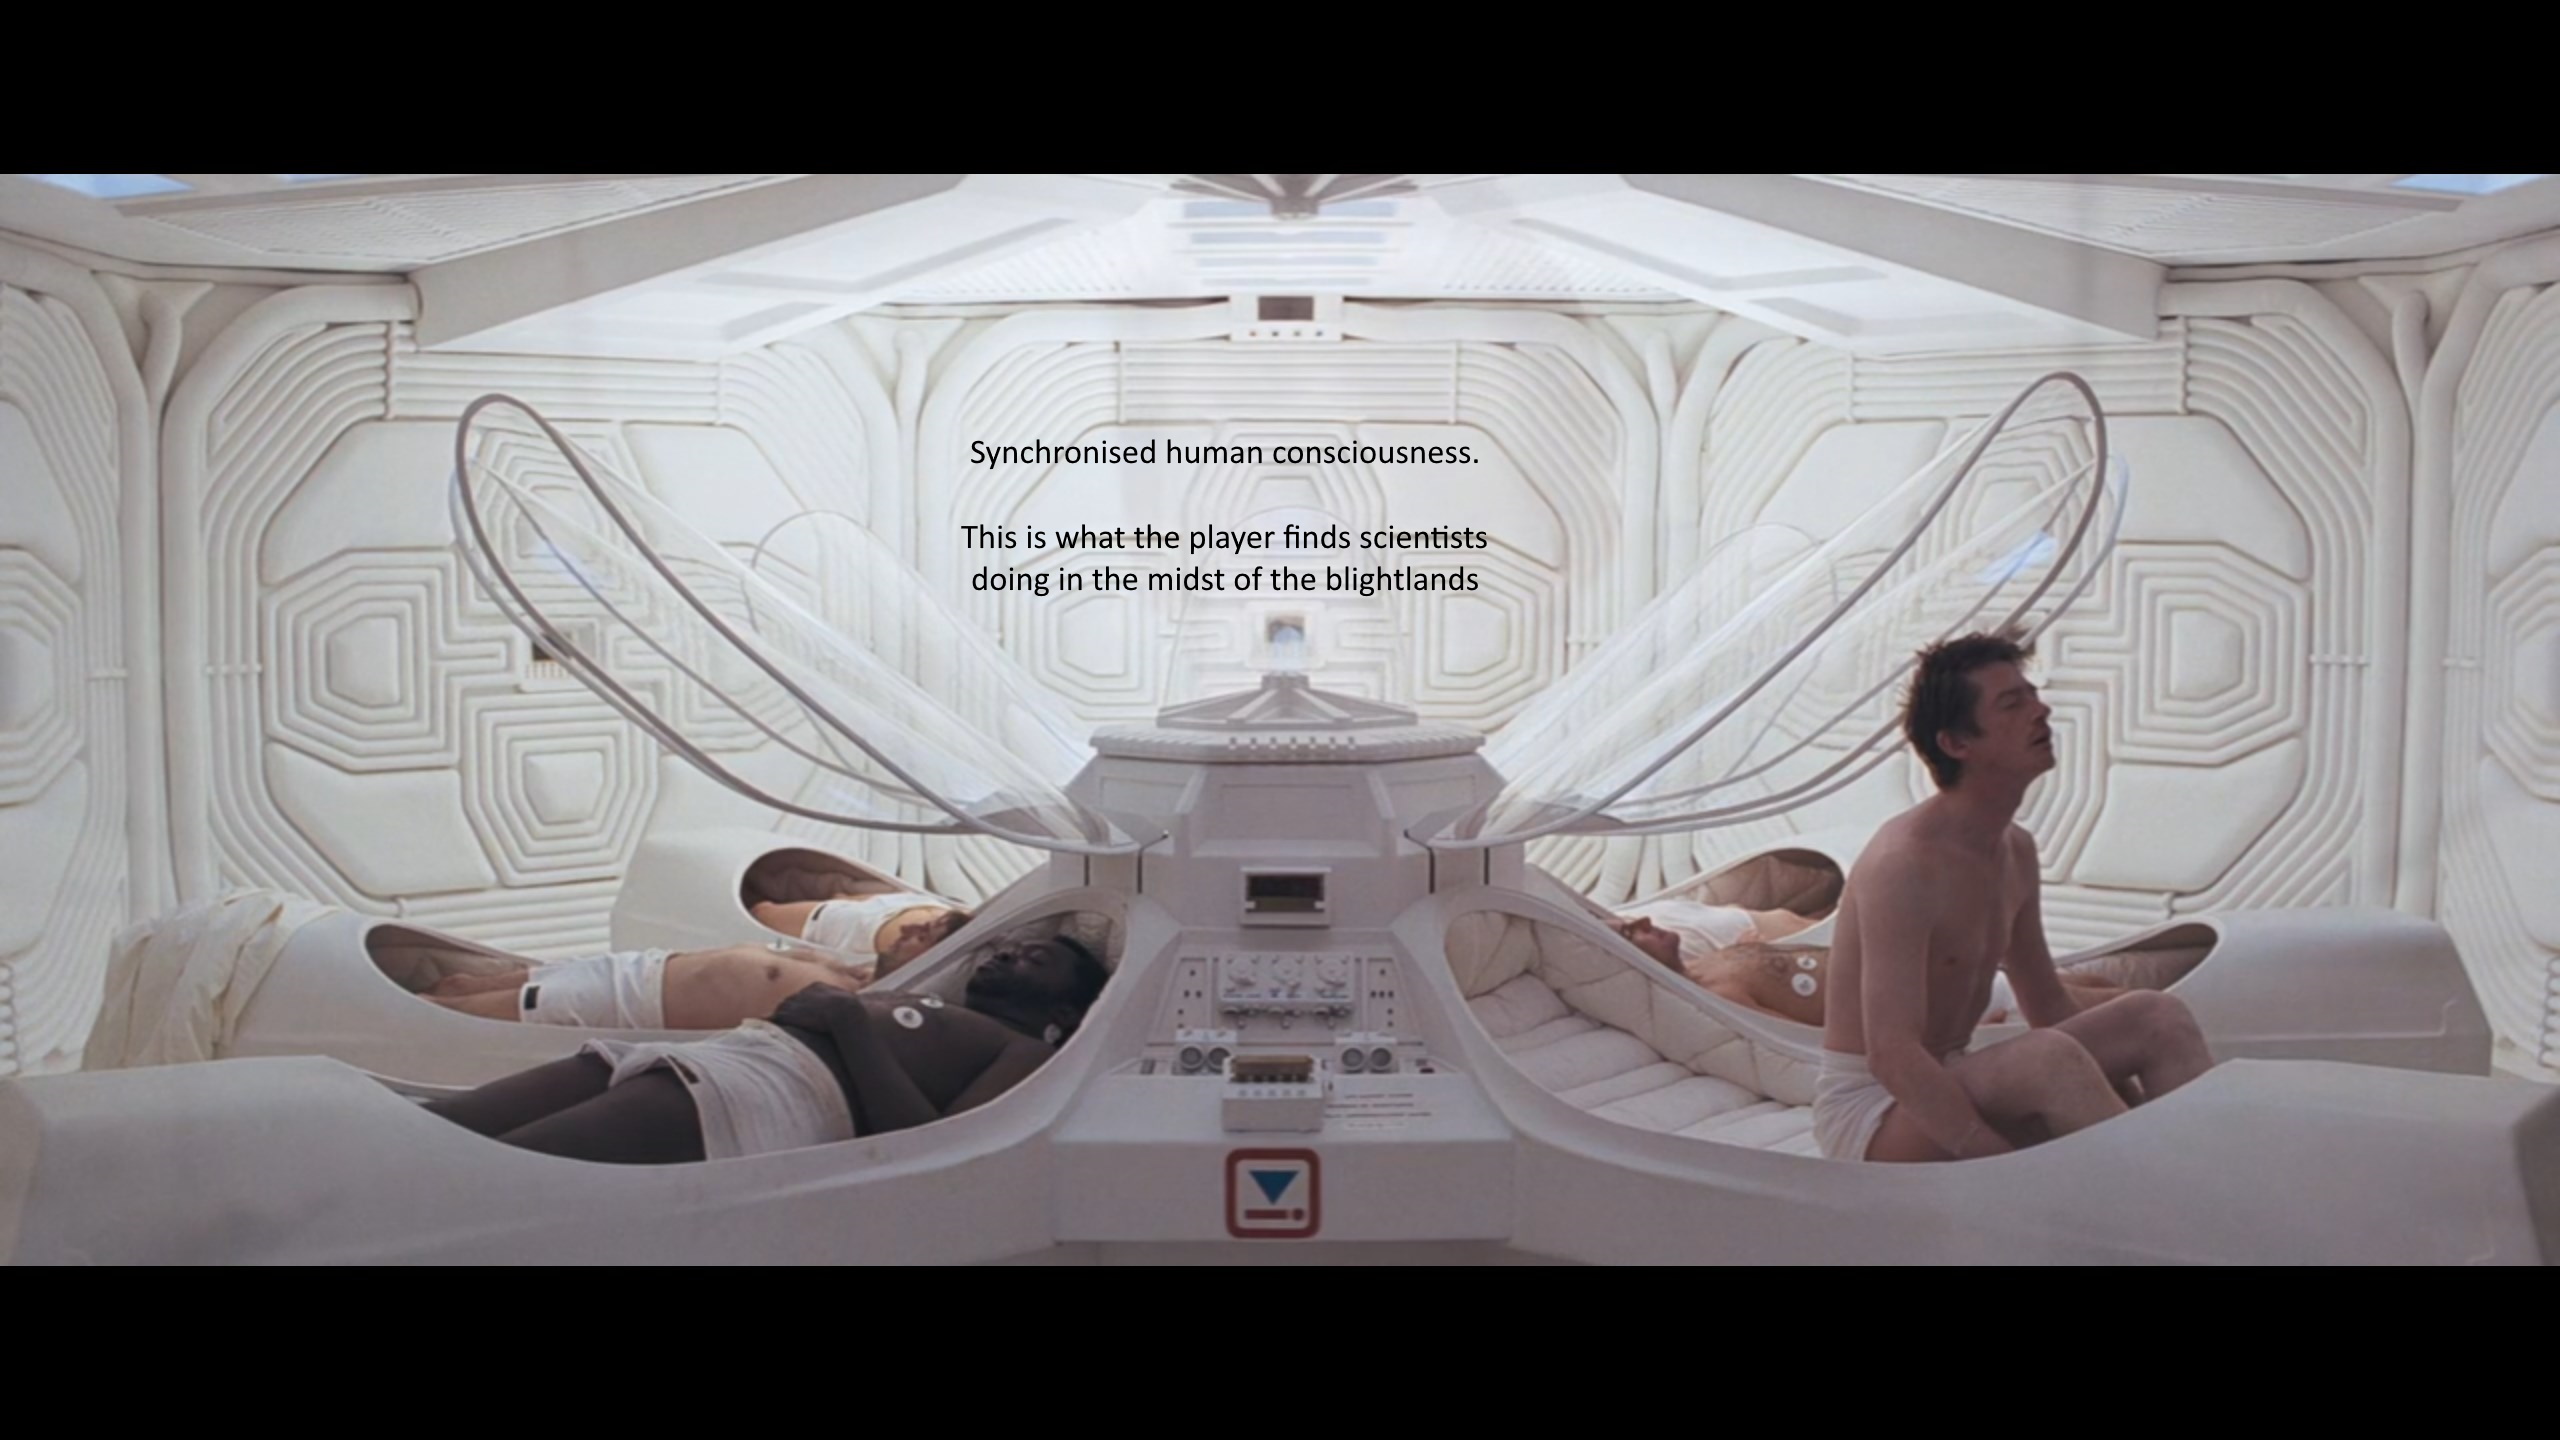 Synchronised human consciousness.
This is what the player finds scientists
doing in the midst of the blightlands